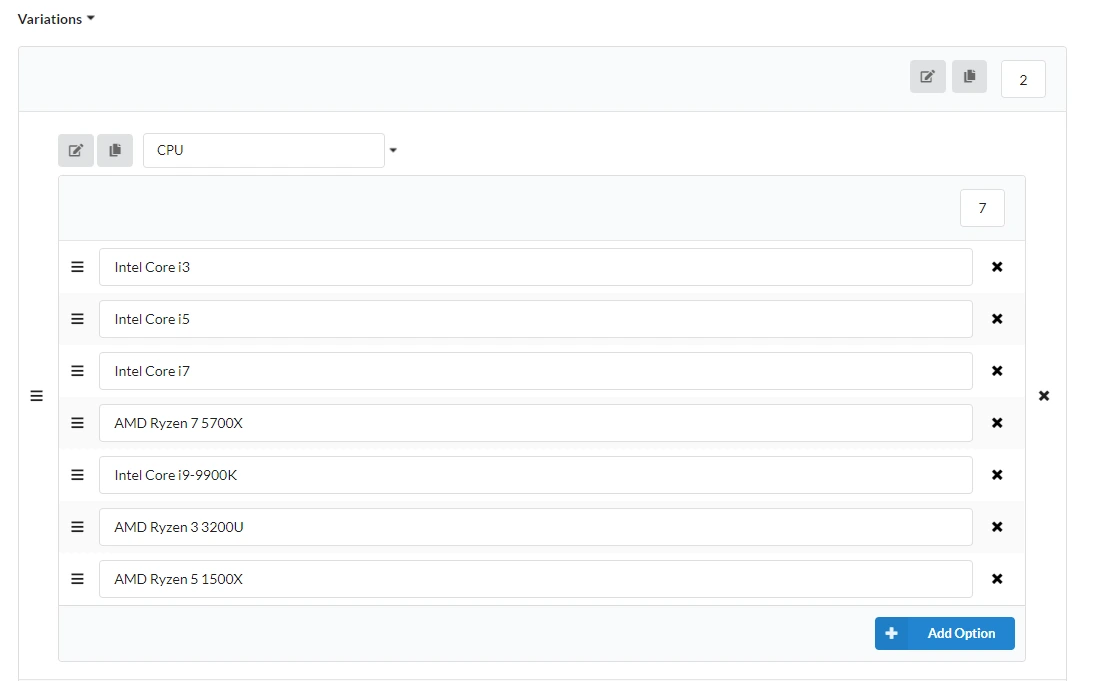 Variations
2
CPU
7
Intel Core i3
Intel Core i5
Intel Core i7
AMD Ryzen 7 5700X
Intel Core i9-9900K
AMD Ryzen 3 3200U
AMD Ryzen 5 1500X
Add Option